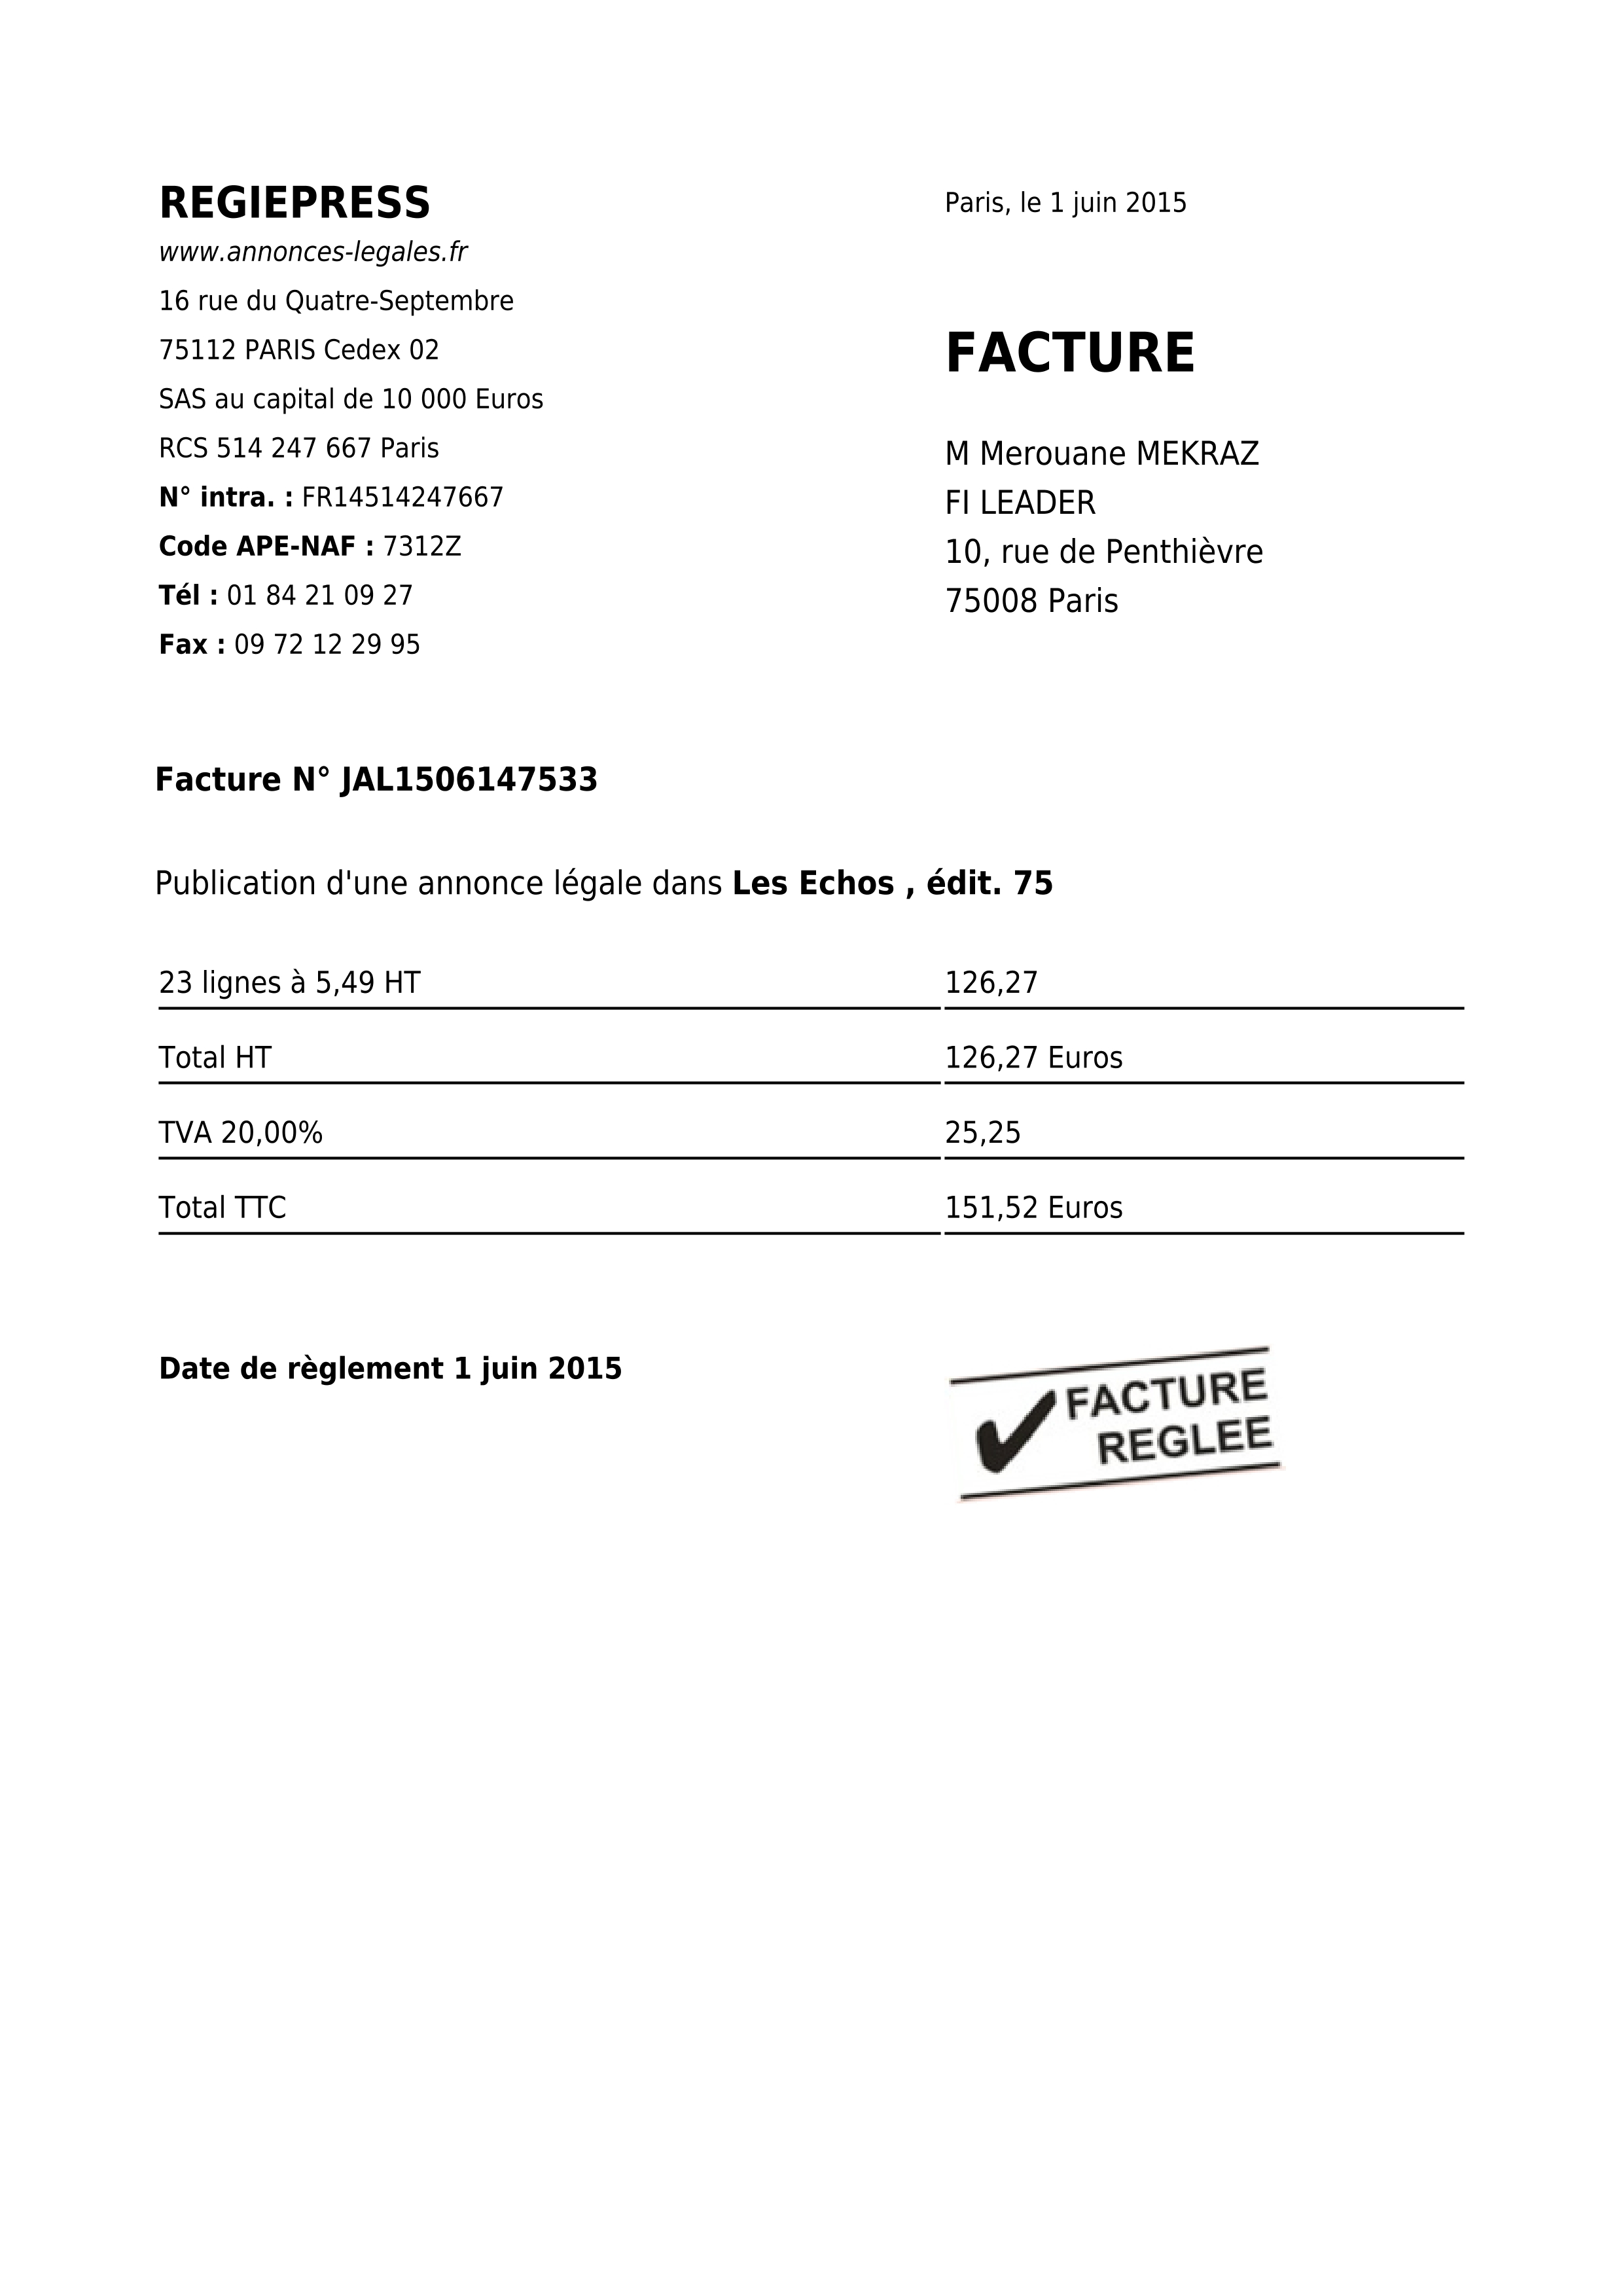 REGIEPRESS
www.annonces-legales.fr
16 rue du Quatre-Septembre
75112 PARIS Cedex 02
SAS au capital de 10 000 Euros
RCS 514 247 667 Paris
N° intra. : FR14514247667
Code APE-NAF : 7312Z
Tél : 01 84 21 09 27
Fax : 09 72 12 29 95
Paris, le 1 juin 2015
FACTURE
M Merouane MEKRAZ
FI LEADER
10, rue de Penthièvre
75008 Paris
Facture N° JAL1506147533
Publication d'une annonce légale dans Les Echos , édit. 75
23 lignes à 5,49 HT 126,27
Total HT 126,27 Euros
TVA 20,00% 25,25
Total TTC 151,52 Euros
Date de règlement 1 juin 2015
FACTURE
REGLEE